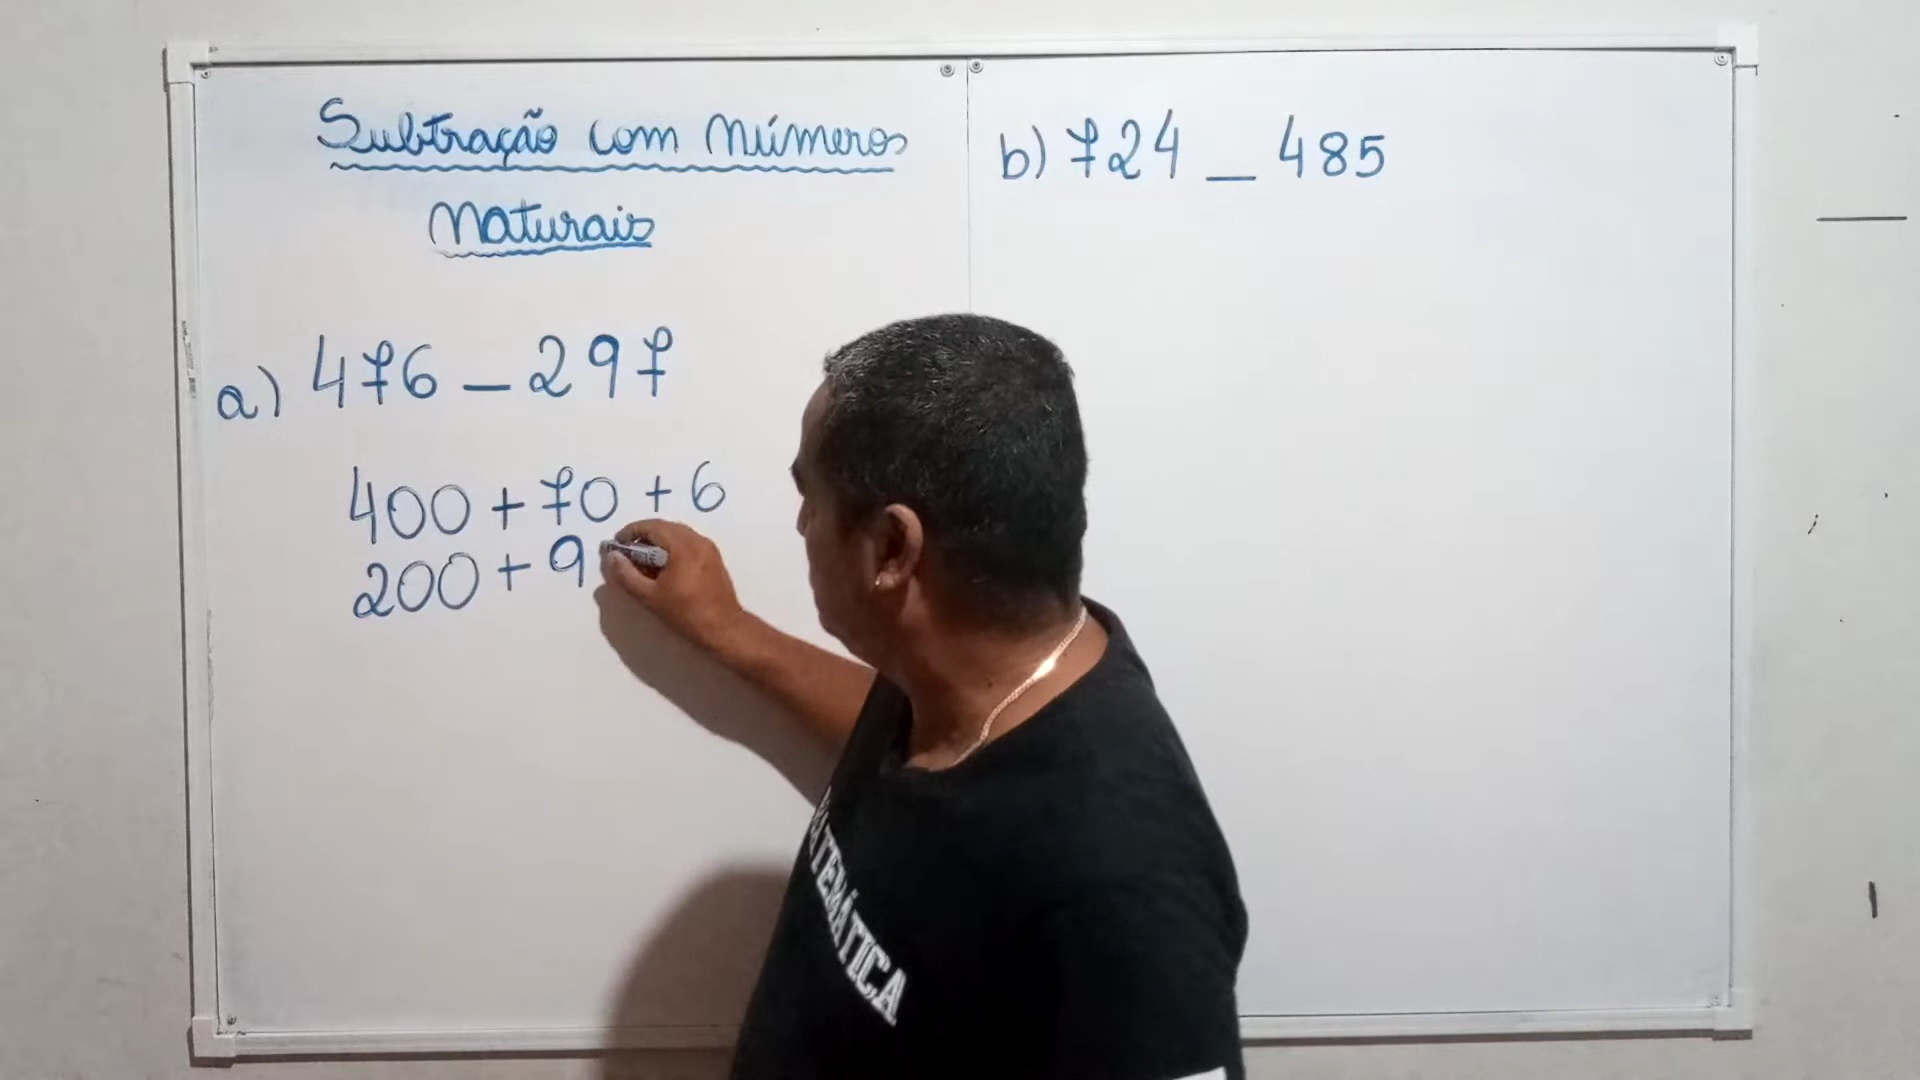 Subtração com Números
Naturais
a) 476 - 297
400 + 70 + 6
200 + 9
b) 724 - 485
MATEMÁTICA